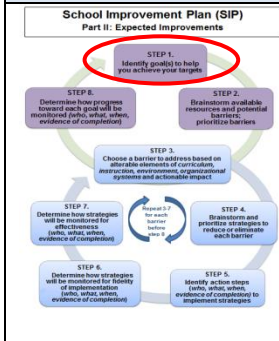 School Improvement Plan (SIP)
Part II: Expected Improvements
STEP 1.
Identify goal(s) to help
you achieve your targets
STEP 8.
Determine how progress
toward each goal will be
monitored (who, what, when,
evidence of completion)
STEP 2.
Brainstorm available
resources and potential
barriers;
prioritize barriers
STEP 3.
Choose a barrier to address based on
alterable elements of curriculum,
instruction, environment, organizational
systems and actionable impact
STEP 7.
Determine how strategies
will be monitored for
effectiveness
(who, what, when,
evidence of completion)
Repeat 3-7
for each
barrier
before
step 8
STEP 4.
Brainstorm and
prioritize strategies
to reduce or eliminate
each barrier
STEP 6.
Determine how strategies
will be monitored for fidelity
of implementation
(who, what, when,
evidence of completion)
STEP 5.
Identify action steps
(who, what, when,
evidence of completion) to
implement strategies